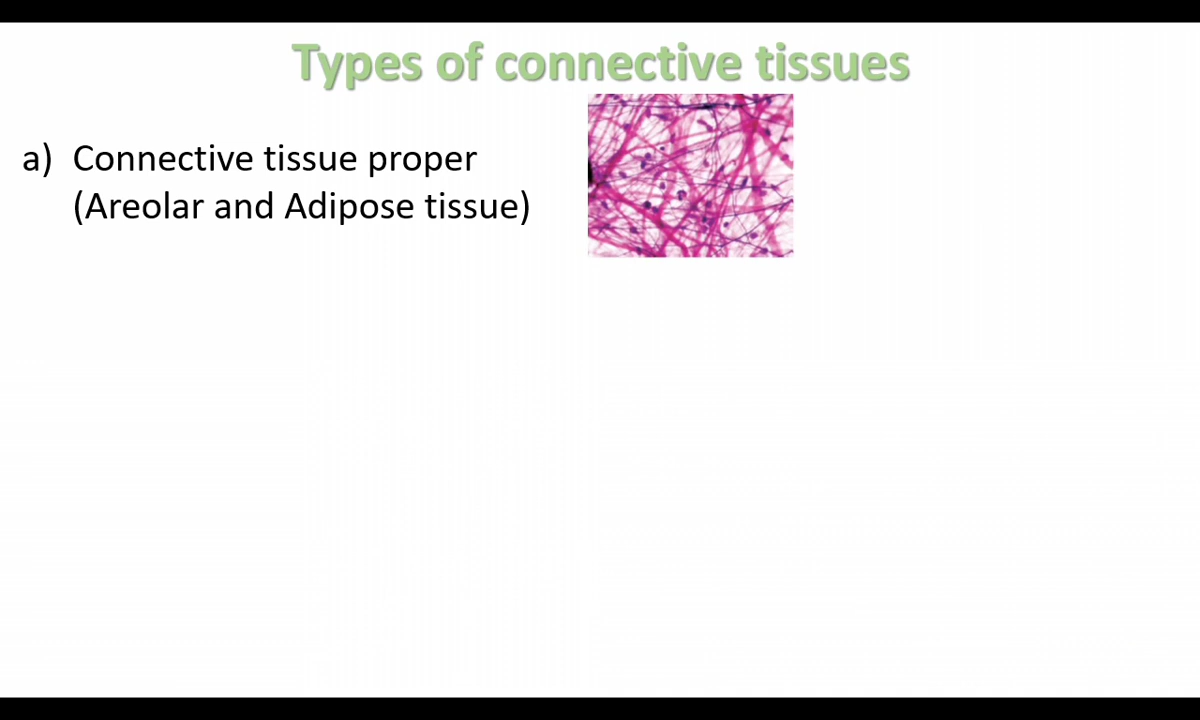 Types of connective tissues
a) Connective tissue proper
(Areolar and Adipose tissue)